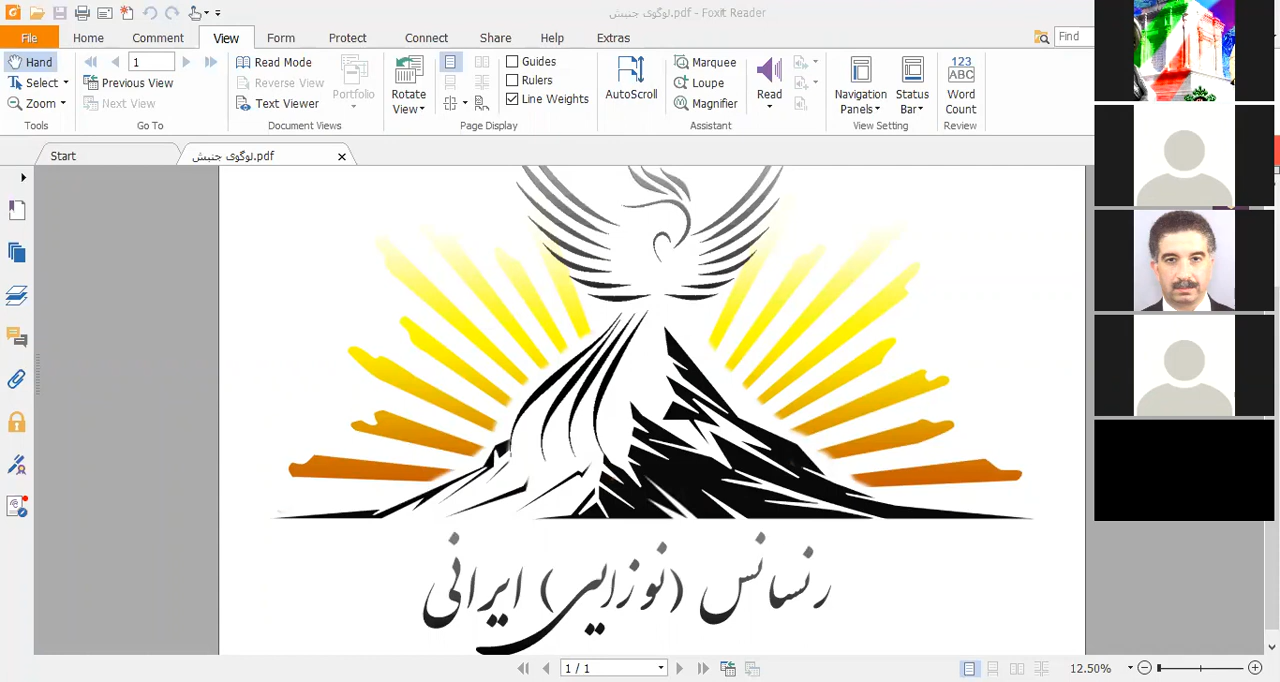 لوگوی جنبش.pdf - Foxit Reader
File Home Comment View Form Protect Connect Share Help Extras Find
Hand
Select
Zoom
Tools
1
Previous View
Next View
Go To
Read Mode
Reverse View
Text Viewer
Portfolio
Document Views
Rotate View
Guides
Rulers
Line Weights
Page Display
AutoScroll
Marquee
Loupe
Magnifier
Read
Assistant
Navigation Panels
Status Bar
View Setting
123
ABC
Word Count
Review
Start لوگوی جنبش.pdf
رنسانس (نوزایی) ایرانی
1 / 1 12.50%